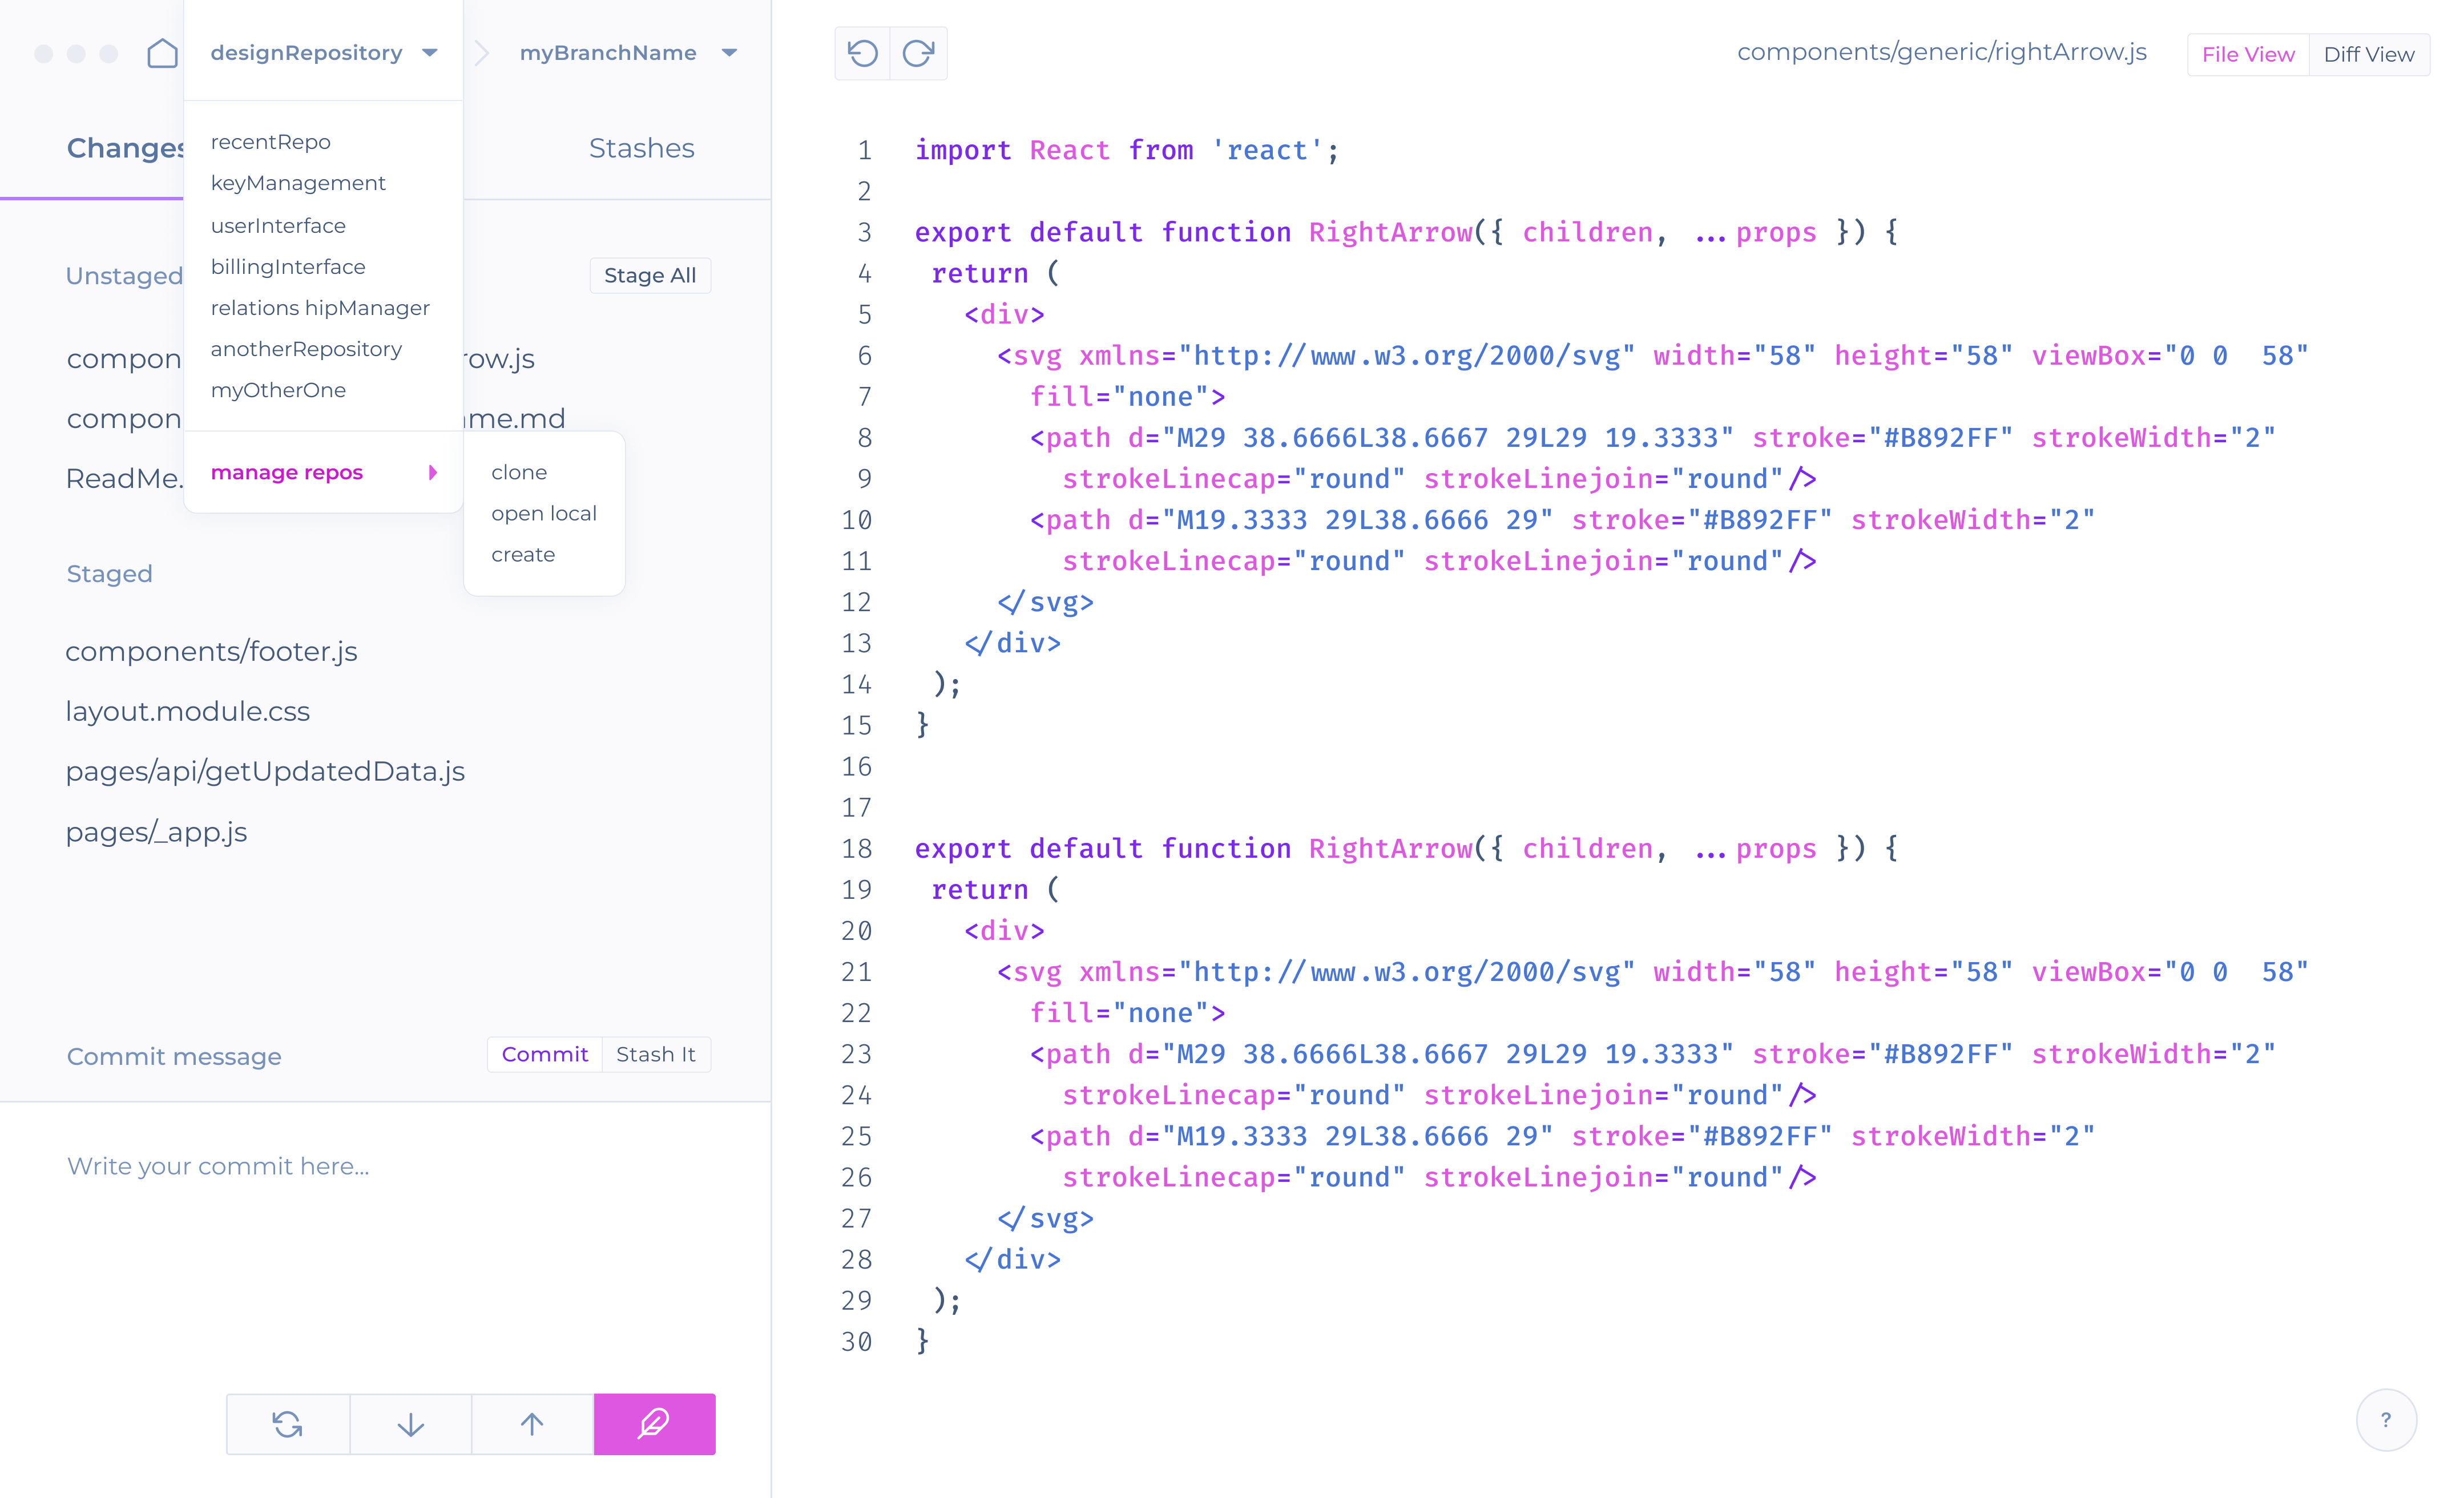 designRepository
myBranchName
Changes
Stashes
recentRepo
keyManagement
userInterface
billingInterface
relations hipManager
anotherRepository
myOtherOne
manage repos
clone
open local
create
Unstaged
Stage All
compon
row.js
compon
me.md
ReadMe.
Staged
components/footer.js
layout.module.css
pages/api/getUpdatedData.js
pages/_app.js
Commit message
Commit
Stash It
Write your commit here...
components/generic/rightArrow.js
File View
Diff View
1 import React from 'react';
2
3 export default function RightArrow({ children, ...props }) {
4 return (
5 <div>
6 <svg xmlns="http://www.w3.org/2000/svg" width="58" height="58" viewBox="0 0  58"
7 fill="none">
8 <path d="M29 38.6666L38.6667 29L29 19.3333" stroke="#B892FF" strokeWidth="2"
9 strokeLinecap="round" strokeLinejoin="round"/>
10 <path d="M19.3333 29L38.6666 29" stroke="#B892FF" strokeWidth="2"
11 strokeLinecap="round" strokeLinejoin="round"/>
12 </svg>
13 </div>
14 );
15 }
16
17
18 export default function RightArrow({ children, ...props }) {
19 return (
20 <div>
21 <svg xmlns="http://www.w3.org/2000/svg" width="58" height="58" viewBox="0 0  58"
22 fill="none">
23 <path d="M29 38.6666L38.6667 29L29 19.3333" stroke="#B892FF" strokeWidth="2"
24 strokeLinecap="round" strokeLinejoin="round"/>
25 <path d="M19.3333 29L38.6666 29" stroke="#B892FF" strokeWidth="2"
26 strokeLinecap="round" strokeLinejoin="round"/>
27 </svg>
28 </div>
29 );
30 }
?